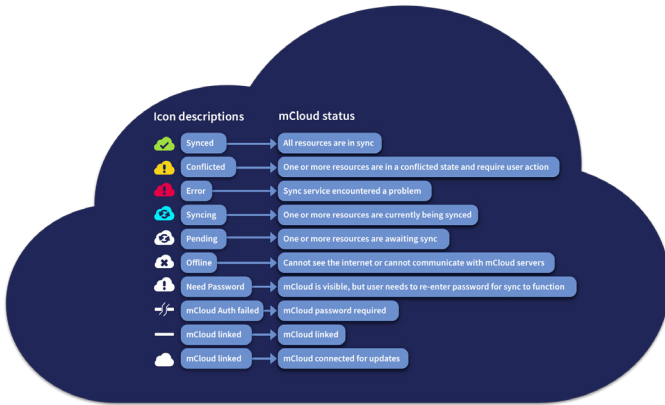 Icon descriptions mCloud status
Synced All resources are in sync
Conflicted One or more resources are in a conflicted state and require user action
Error Sync service encountered a problem
Syncing One or more resources are currently being synced
Pending One or more resources are awaiting sync
Offline Cannot see the internet or cannot communicate with mCloud servers
Need Password mCloud is visible, but user needs to re-enter password for sync to function
mCloud Auth failed mCloud password required
mCloud linked mCloud linked
mCloud linked mCloud connected for updates